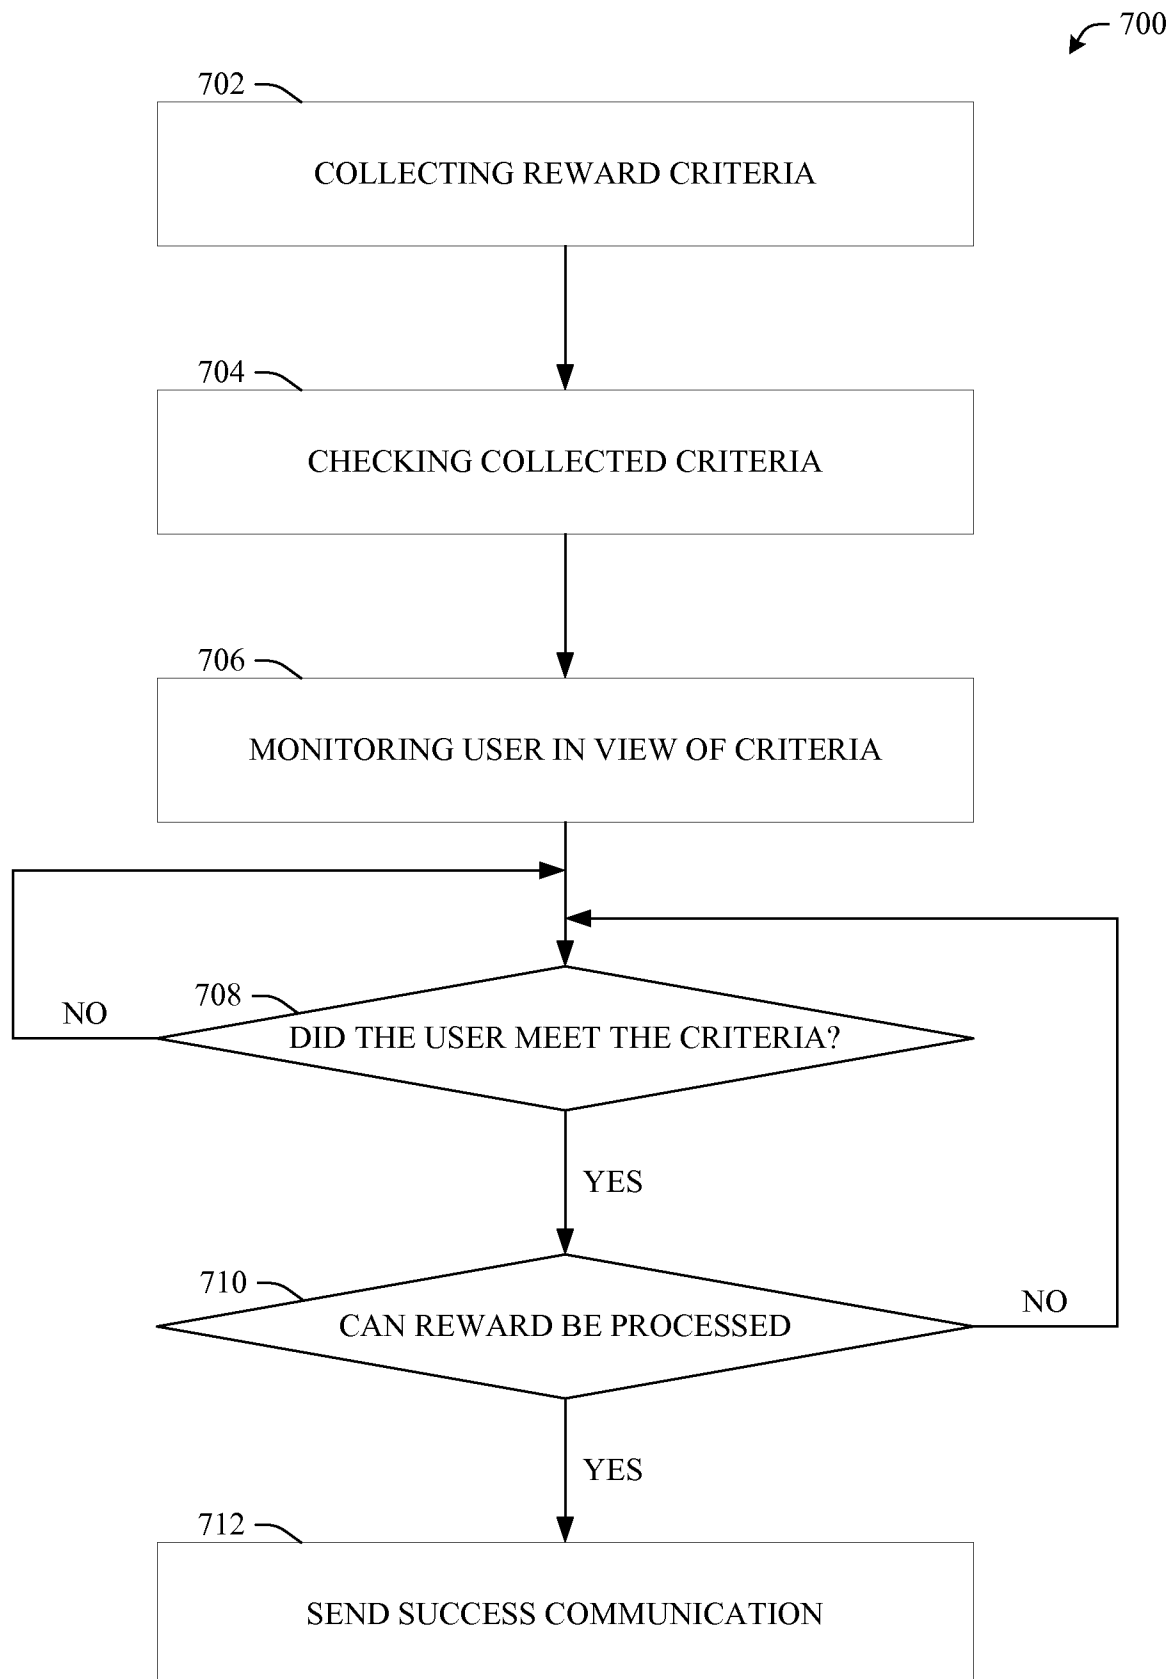 700
702
COLLECTING REWARD CRITERIA
704
CHECKING COLLECTED CRITERIA
706
MONITORING USER IN VIEW OF CRITERIA
708
NO
DID THE USER MEET THE CRITERIA?
YES
710
NO
CAN REWARD BE PROCESSED
YES
712
SEND SUCCESS COMMUNICATION